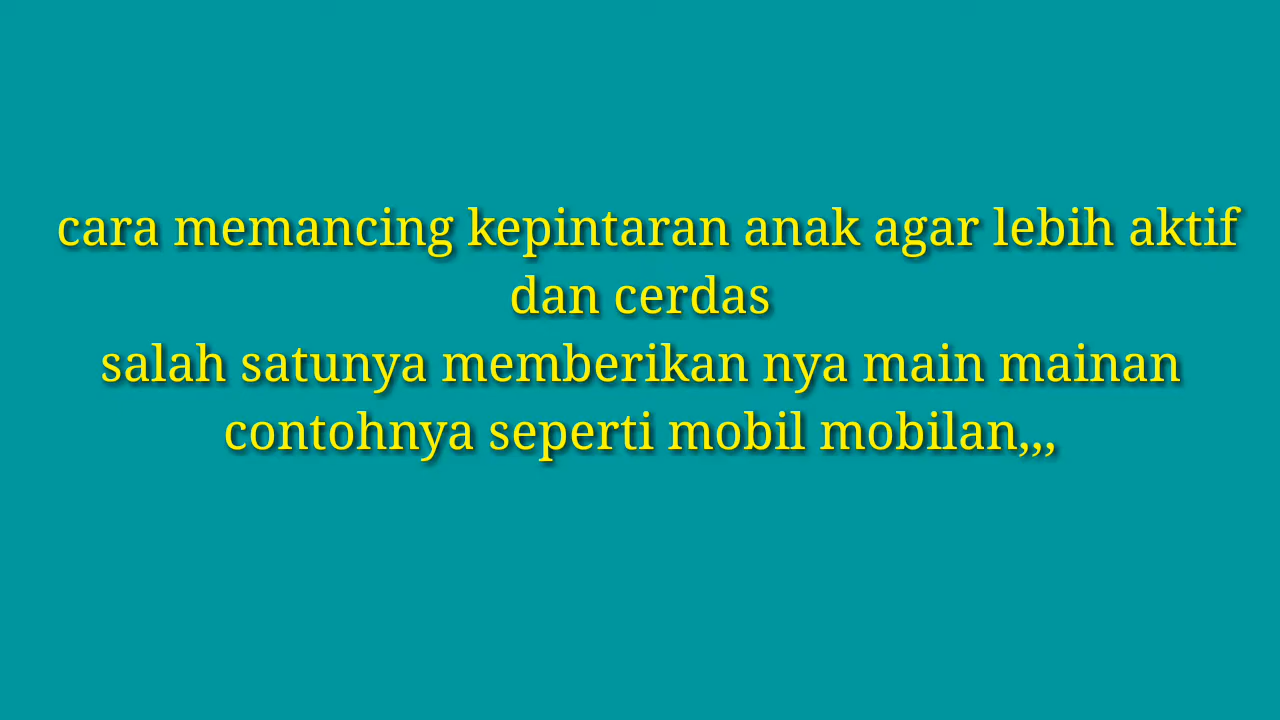 cara memancing kepintaran anak agar lebih aktif
dan cerdas
salah satunya memberikan nya main mainan
contohnya seperti mobil mobilan,,,